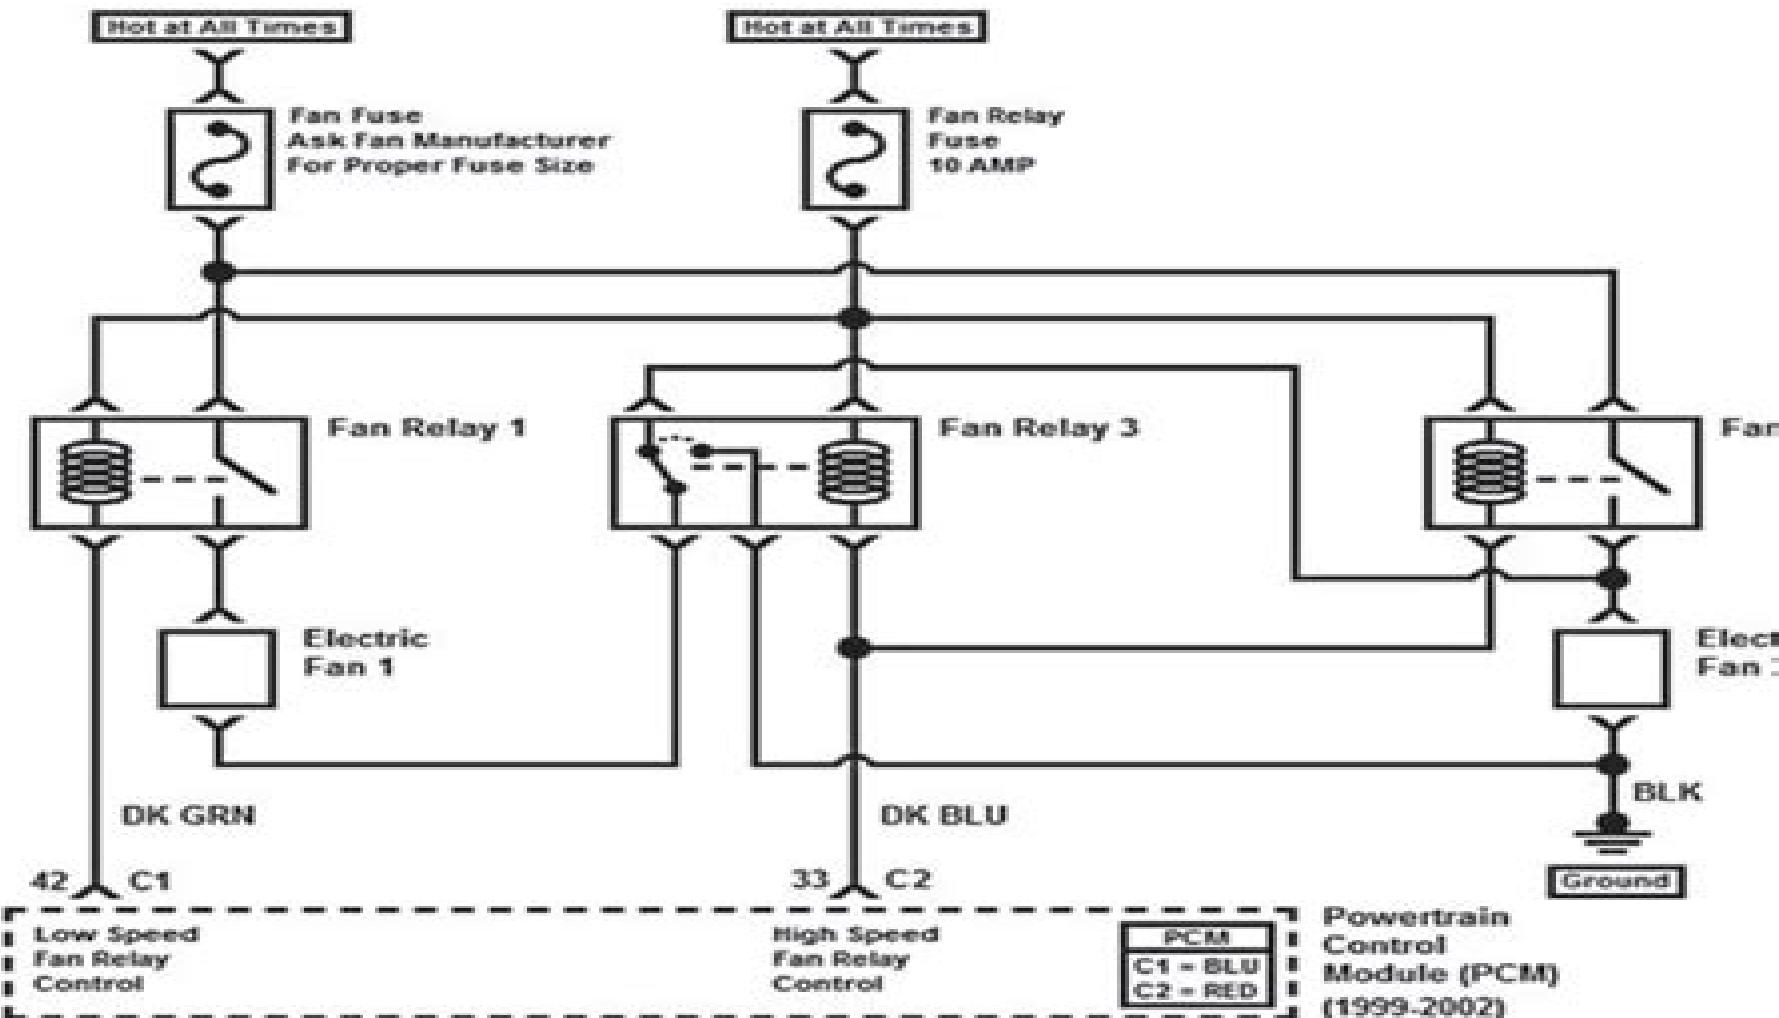 Hot at All Times
Hot at All Times
Fan Fuse
Ask Fan Manufacturer
For Proper Fuse Size
Fan Relay
Fuse
10 AMP
Fan Relay 1
Fan Relay 3
Fan
Electric
Fan 1
Elect
Fan
DK GRN
DK BLU
BLK
42
C1
33
C2
Ground
Low Speed
Fan Relay
Control
High Speed
Fan Relay
Control
PCM
C1 = BLU
C2 = RED
Powertrain
Control
Module (PCM)
(1999-2002)